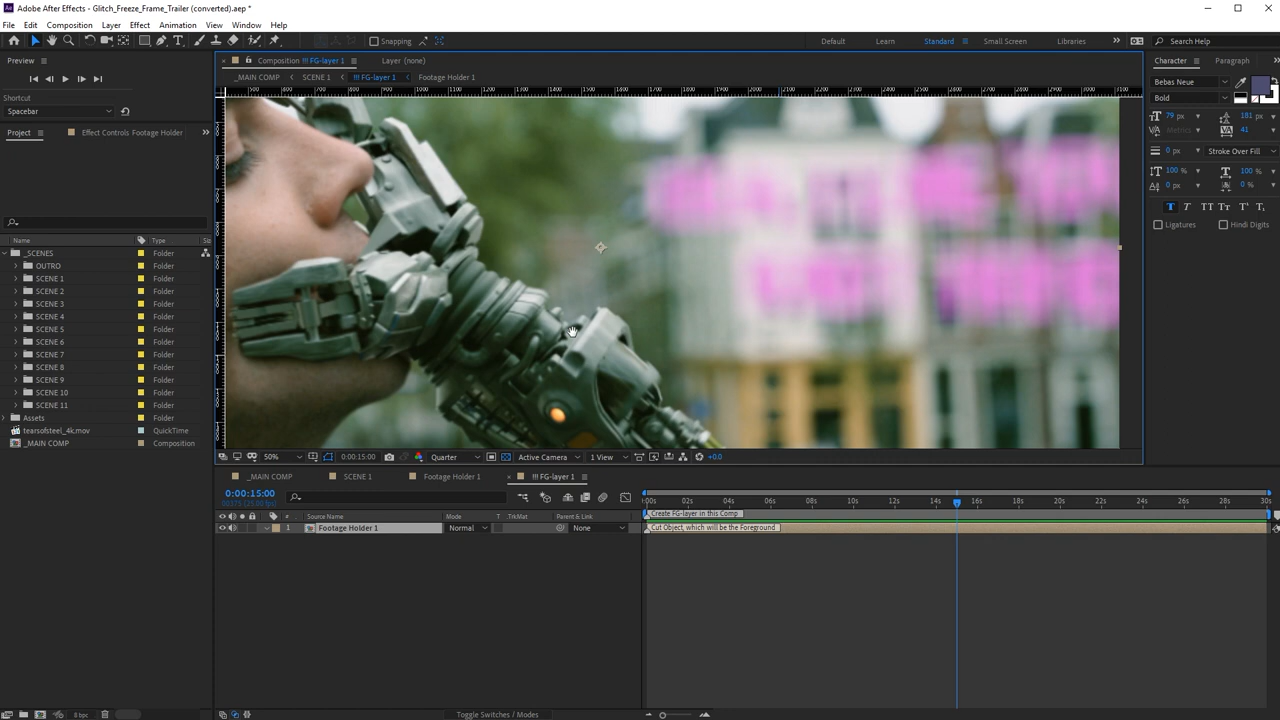 Adobe After Effects - Glitch_Freeze_Frame_Trailer (converted).aep *
File Edit Composition Layer Effect Animation View Window Help
Snapping
Default Learn Standard Small Screen Libraries Search Help
Preview
Shortcut
Spacebar
Project Effect Controls Footage Holder
Name Type
_SCENES Folder
OUTRO Folder
SCENE 1 Folder
SCENE 2 Folder
SCENE 3 Folder
SCENE 4 Folder
SCENE 5 Folder
SCENE 6 Folder
SCENE 7 Folder
SCENE 8 Folder
SCENE 9 Folder
SCENE 10 Folder
SCENE 11 Folder
Assets Folder
tearsofsteel_4k.mov QuickTime
_MAIN COMP Composition
8 bpc
Composition !!! FG-layer 1 Layer (none)
_MAIN COMP SCENE 1 !!! FG-layer 1 Footage Holder 1
50% 0:00:15:00 Quarter Active Camera 1 View +0.0
Character Paragraph
Bebas Neue
Bold
79 px 181 px
Metrics 41
0 px Stroke Over Fill
100 % 100 %
0 px 0 %
T T TT Tт T¹ T₁
Ligatures Hindi Digits
_MAIN COMP SCENE 1 Footage Holder 1 !!! FG-layer 1
0:00:15:00
# Source Name Mode T .TrkMat Parent & Link
1 Footage Holder 1 Normal None
:00s 02s 04s 06s 08s 10s 12s 14s 16s 18s 20s 22s 24s 26s 28s 30s
Create FG-layer in this Comp
Cut Object, which will be the Foreground
Toggle Switches / Modes